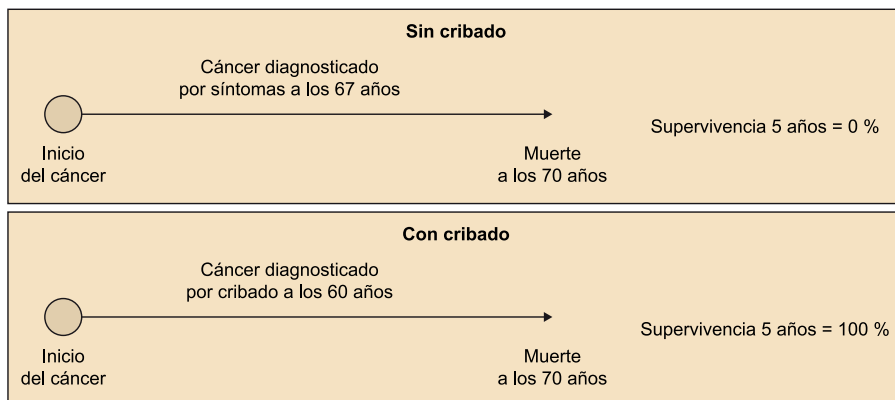 Sin cribado
Cáncer diagnosticado
por síntomas a los 67 años
Supervivencia 5 años = 0 %
Inicio
del cáncer
Muerte
a los 70 años
Con cribado
Cáncer diagnosticado
por cribado a los 60 años
Supervivencia 5 años = 100 %
Inicio
del cáncer
Muerte
a los 70 años